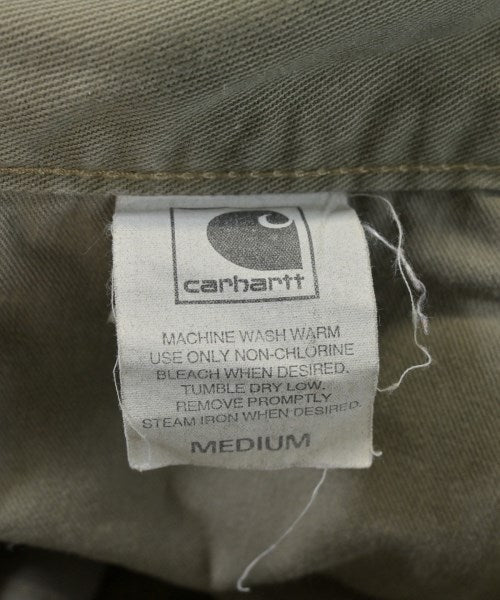 carhartt
MACHINE WASH WARM
USE ONLY NON-CHLORINE
BLEACH WHEN DESIRED.
TUMBLE DRY LOW.
REMOVE PROMPTLY
STEAM IRON WHEN DESIRED.
MEDIUM